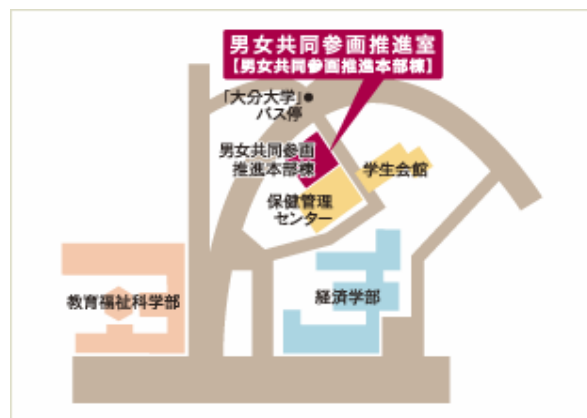 男女共同参画推進室
【男女共同参画推進本部棟】
「大分大学」●
バス停
男女共同参画
推進本部棟
学生会館
保健管理
センター
教育福祉科学部
経済学部